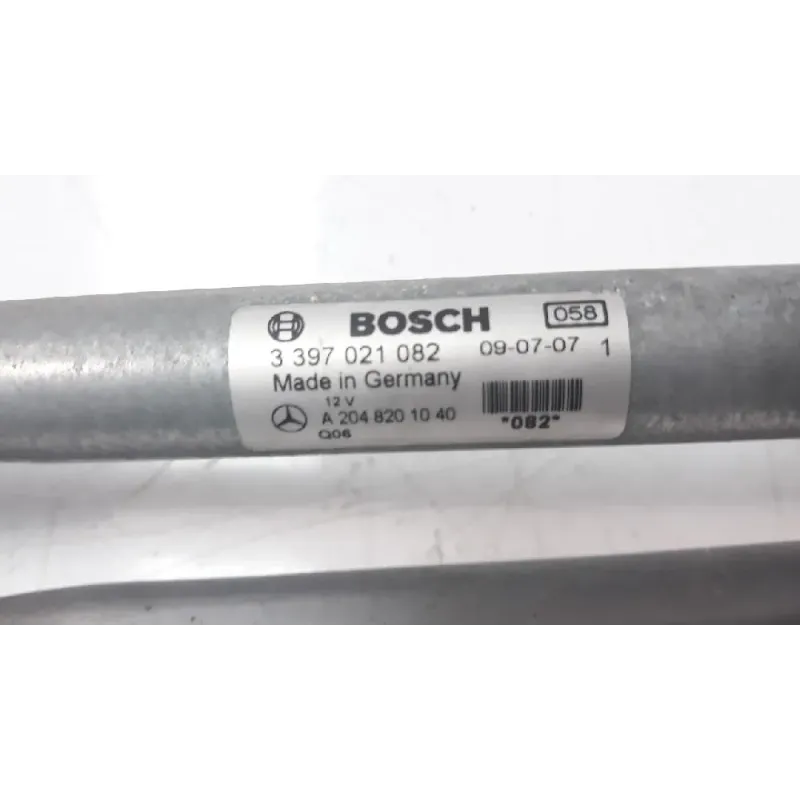 BOSCH 058
3 397 021 082 09-07-07 1
Made in Germany
12 V
A 204 820 10 40 *082*
Q06